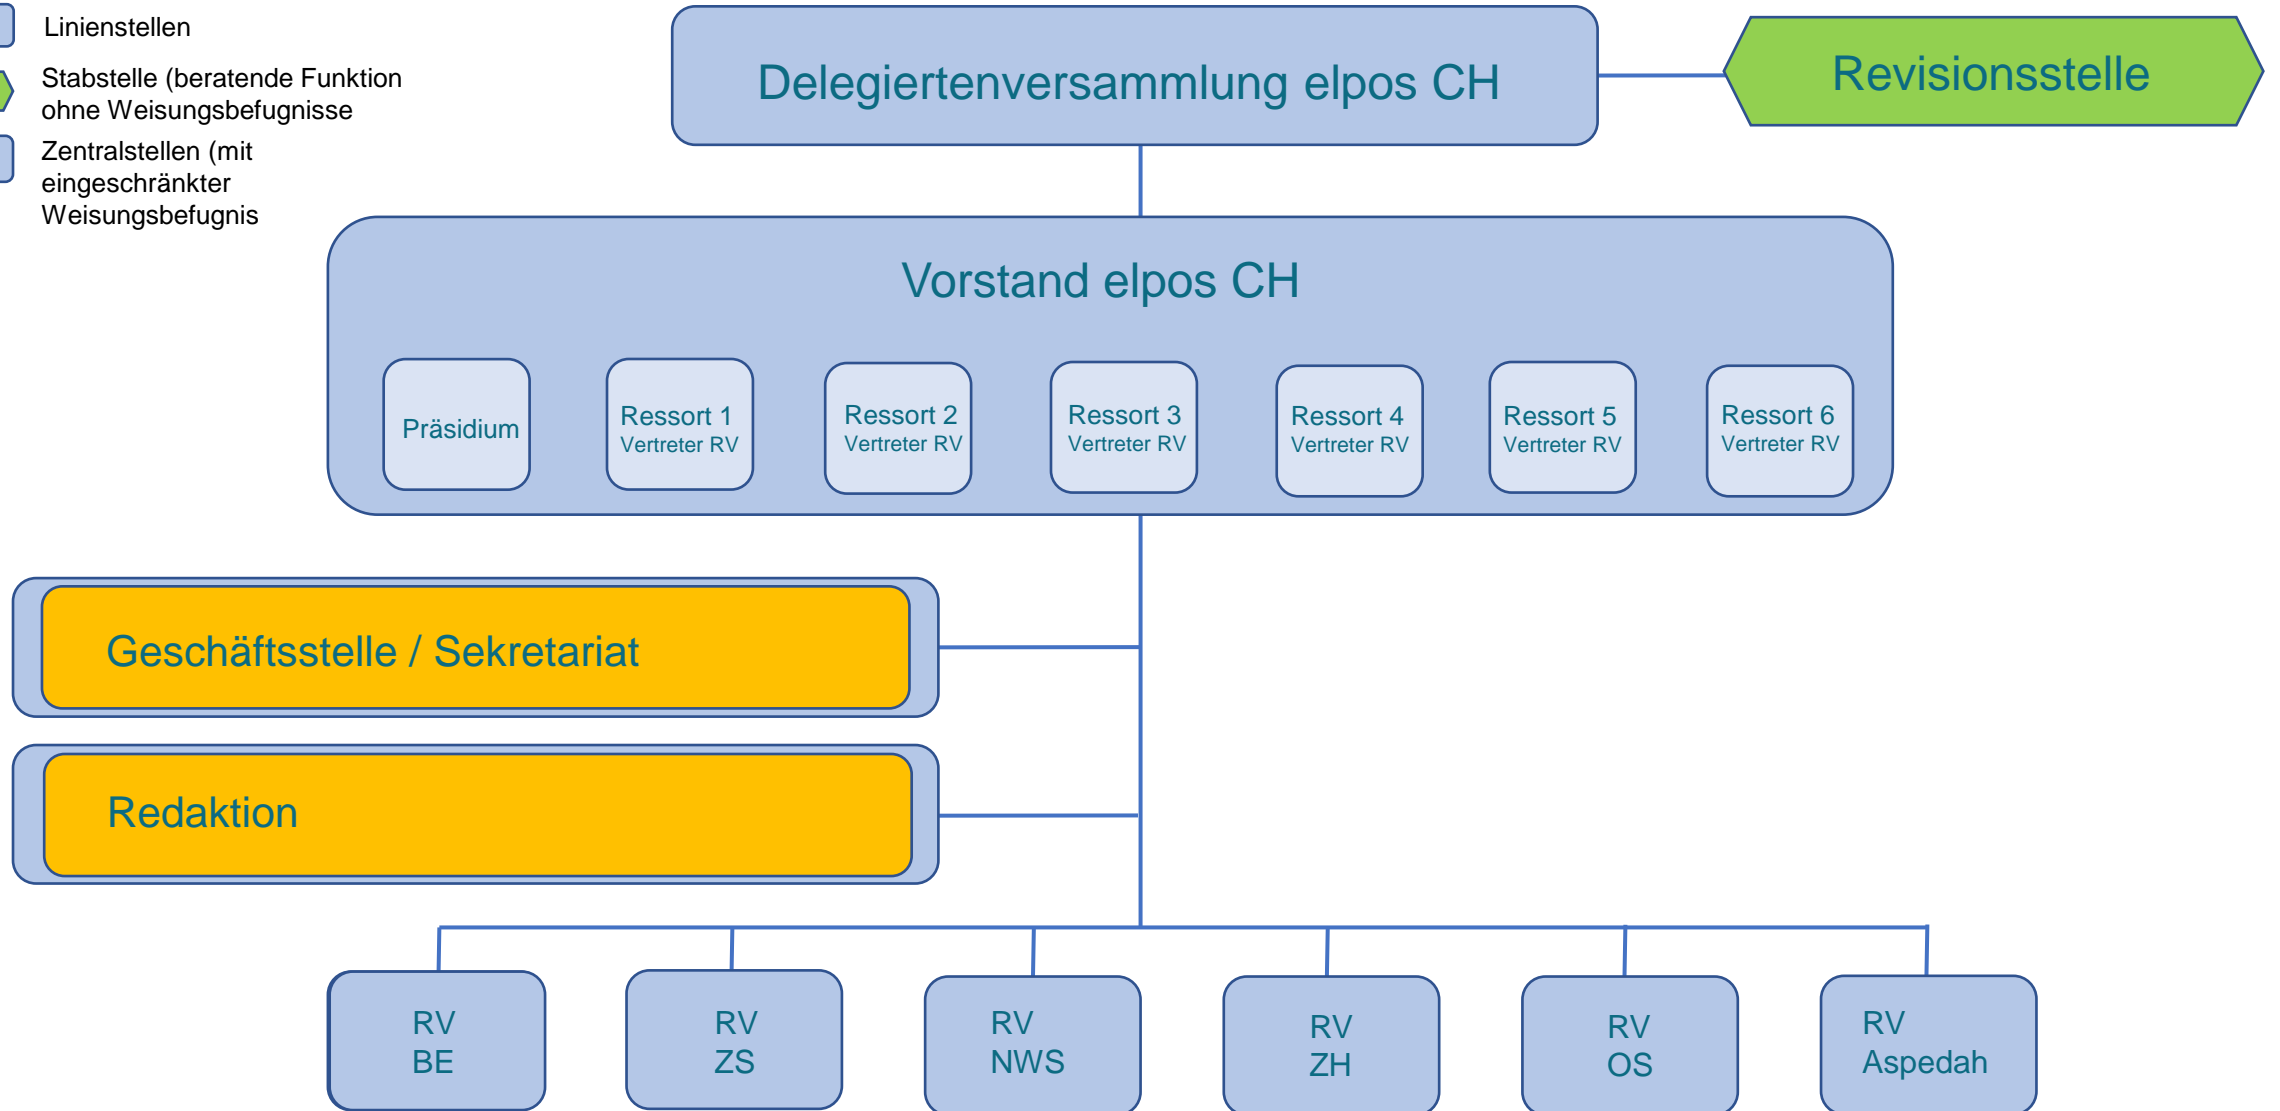 Linienstellen
Stabstelle (beratende Funktion
ohne Weisungsbefugnisse
Zentralstellen (mit
eingeschränkter
Weisungsbefugnis
Delegiertenversammlung elpos CH
Revisionsstelle
Vorstand elpos CH
Präsidium
Ressort 1
Vertreter RV
Ressort 2
Vertreter RV
Ressort 3
Vertreter RV
Ressort 4
Vertreter RV
Ressort 5
Vertreter RV
Ressort 6
Vertreter RV
Geschäftsstelle / Sekretariat
Redaktion
RV
BE
RV
ZS
RV
NWS
RV
ZH
RV
OS
RV
Aspedah